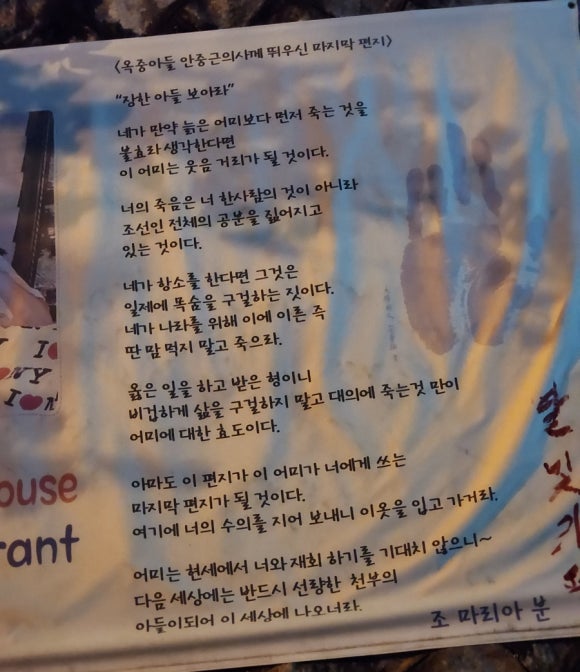 <옥중아들 안중근의사께 뛰우신 마지막 편지>
"장한 아들 보아라"
네가 만약 늙은 어미보다 먼저 죽는 것을
불효라 생각한다면
이 어미는 웃음 거리가 될 것이다.
너의 죽음은 너 한사람의 것이 아니라
조선인 전체의 공분을 짊어지고
있는 것이다.
네가 항소를 한다면 그것은
일제에 목숨을 구걸하는 짓이다.
네가 나라를 위해 이에 이른 즉
딴 맘 먹지 말고 죽으라.
옳은 일을 하고 받은 형이니
비겁하게 삶을 구걸하지 말고 대의에 죽는것 만이
어미에 대한 효도이다.
아마도 이 편지가 이 어미가 너에게 쓰는
마지막 편지가 될 것이다.
여기에 너의 수의를 지어 보내니 이옷을 입고 가거라.
어미는 현세에서 너와 재회 하기를 기대치 않으니~
다음 세상에는 반드시 선량한 천부의
아들이되어 이 세상에 나오너라.
조 마리아 분
달빛카페
I
NY
I♥N
ouse
rant